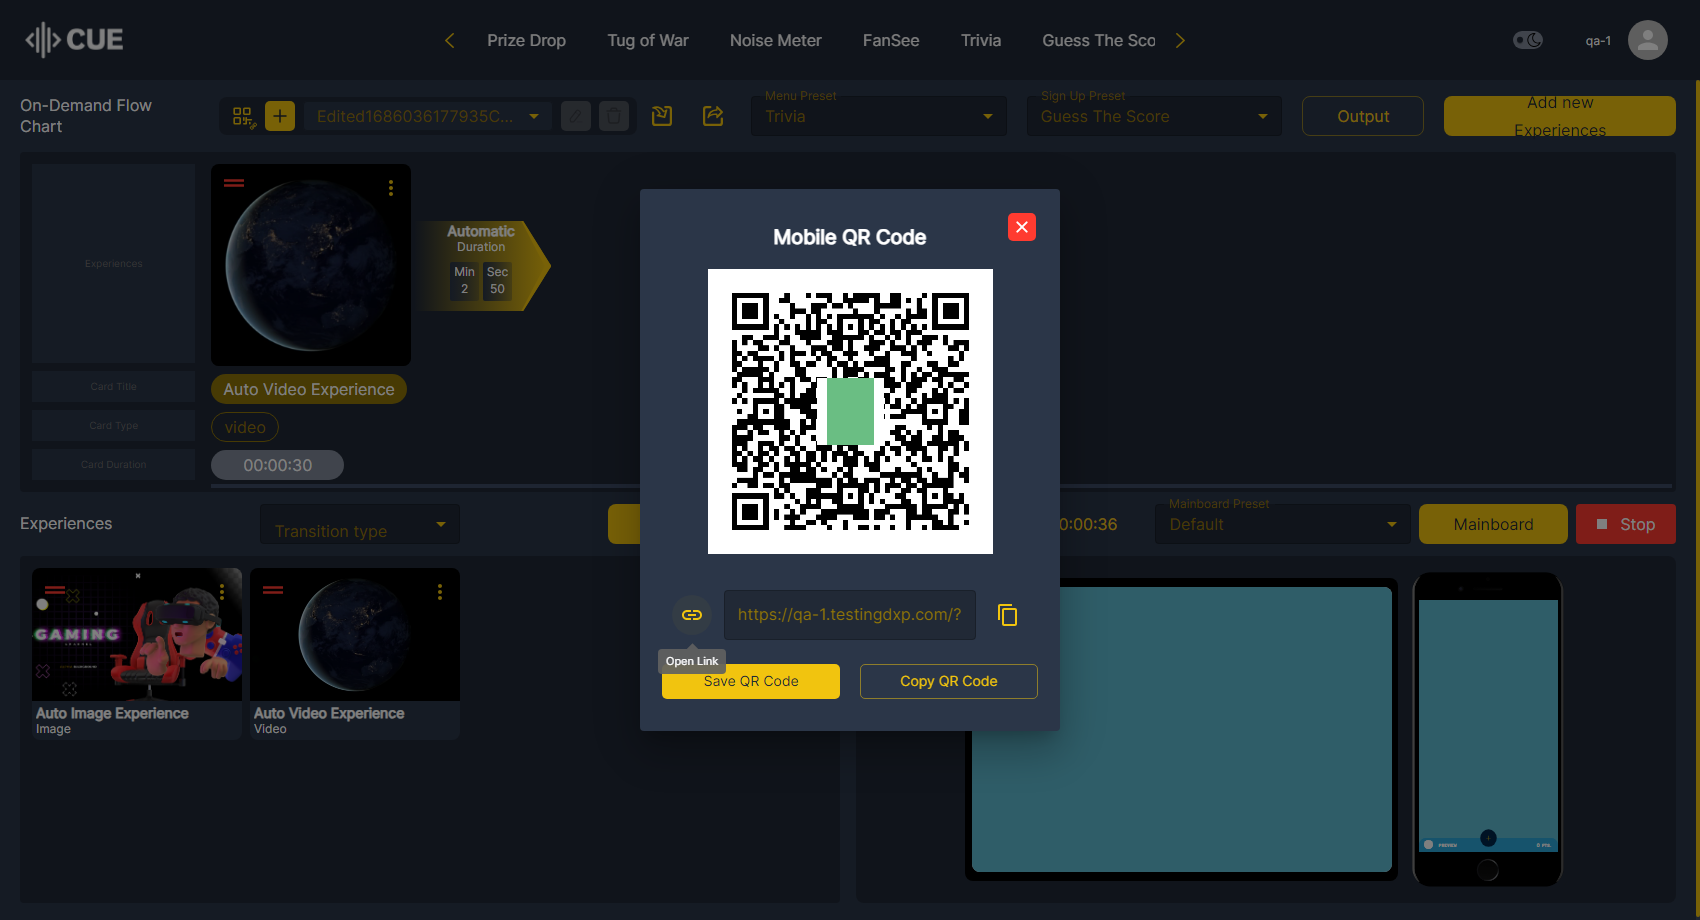 CUE
Prize Drop
Tug of War
Noise Meter
FanSee
Trivia
Guess The Sco
qa-1
On-Demand Flow
Chart
Edited1686036177935C...
Menu Preset
Trivia
Sign Up Preset
Guess The Score
Output
Add new
Experiences
Experiences
Automatic
Duration
Min
Sec
2
50
Card Title
Auto Video Experience
Card Type
video
Card Duration
00:00:30
Mobile QR Code
https://qa-1.testingdxp.com/?
Open Link
Save QR Code
Copy QR Code
Experiences
Transition type
0:00:36
Mainboard Preset
Default
Mainboard
Stop
GAMING
Auto Image Experience
Image
Auto Video Experience
Video
PREVIEW
0 PTS.